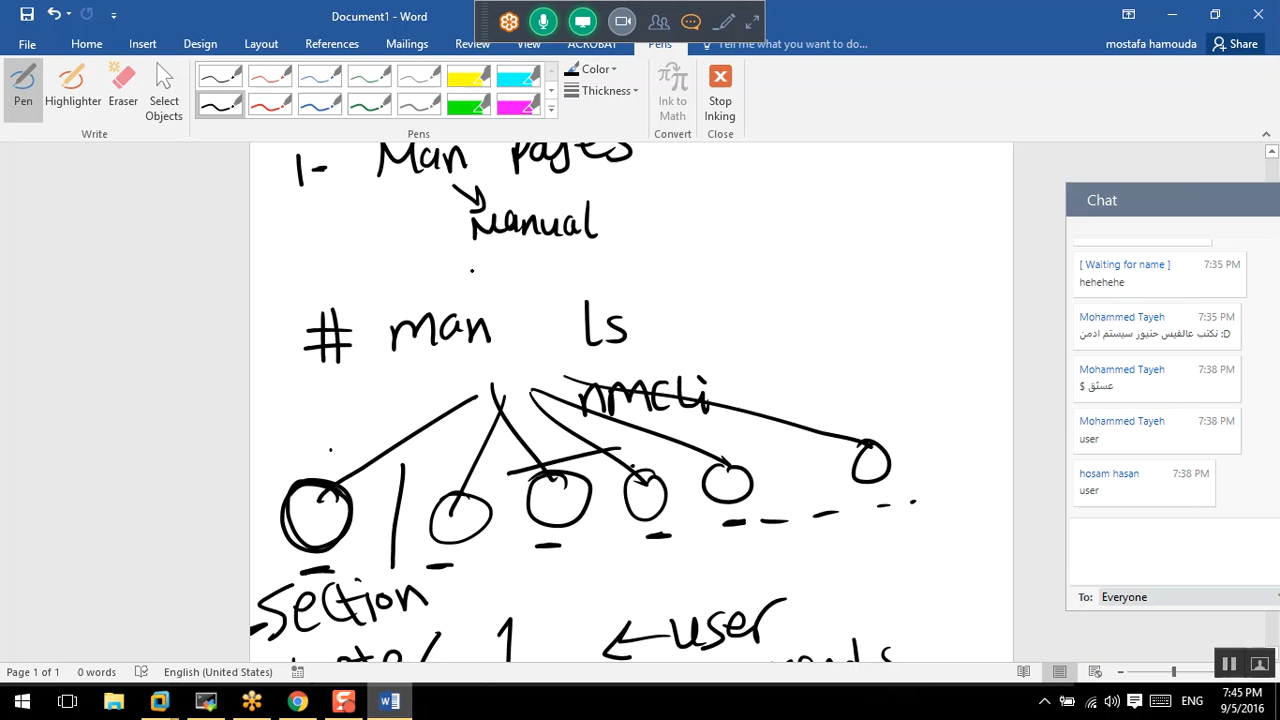 Document1 - Word
File
Home
Insert
Design
Layout
References
Mailings
Review
View
ACROBAT
Pens
Tell me what you want to do...
mostafa hamouda
Share
Pen
Highlighter
Eraser
Select Objects
Color
Thickness
Ink to Math
Stop Inking
Write
Pens
Convert
Close
1- Man pages
Manual
# man ls
nmcli
section
1 ← user
Chat
[ Waiting for name ] 7:35 PM
hehehehe
Mohammed Tayeh 7:35 PM
نكتب عالفيس جنيور سيستم ادمن :D
Mohammed Tayeh 7:38 PM
عسثق $
Mohammed Tayeh 7:38 PM
user
hosam hasan 7:38 PM
user
To: Everyone
Page 1 of 1
0 words
English (United States)
ENG
7:45 PM
9/5/2016